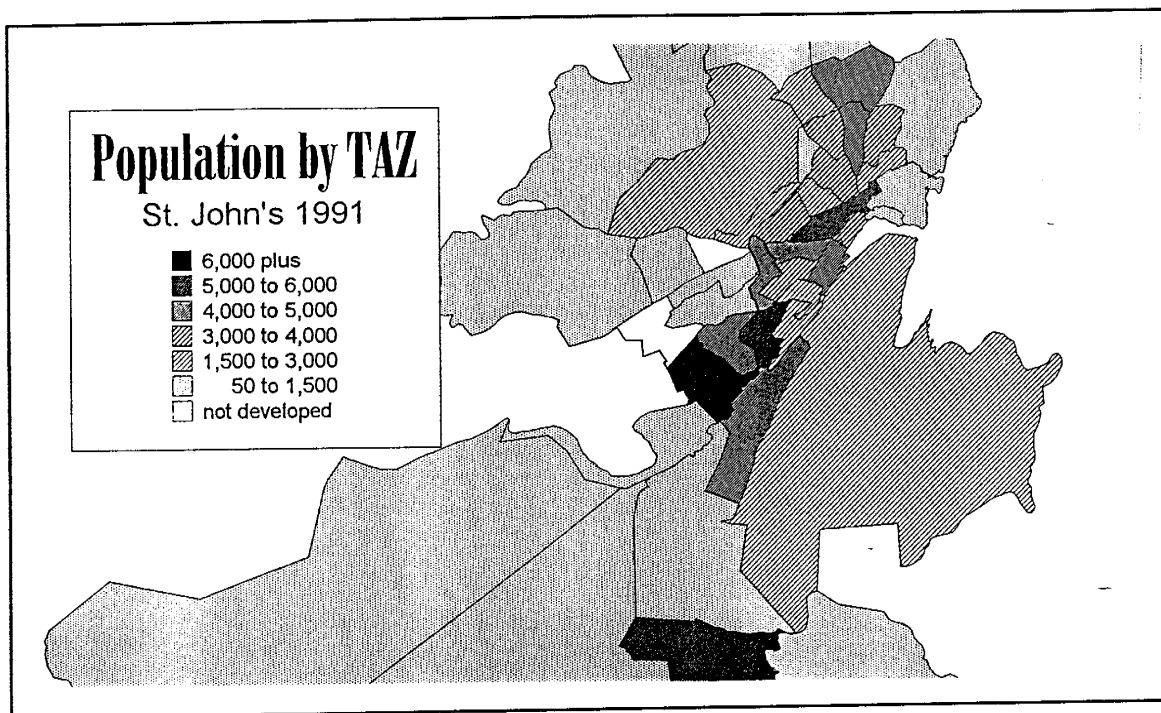 Population by TAZ
St. John's 1991
6,000 plus
5,000 to 6,000
4,000 to 5,000
3,000 to 4,000
1,500 to 3,000
50 to 1,500
not developed